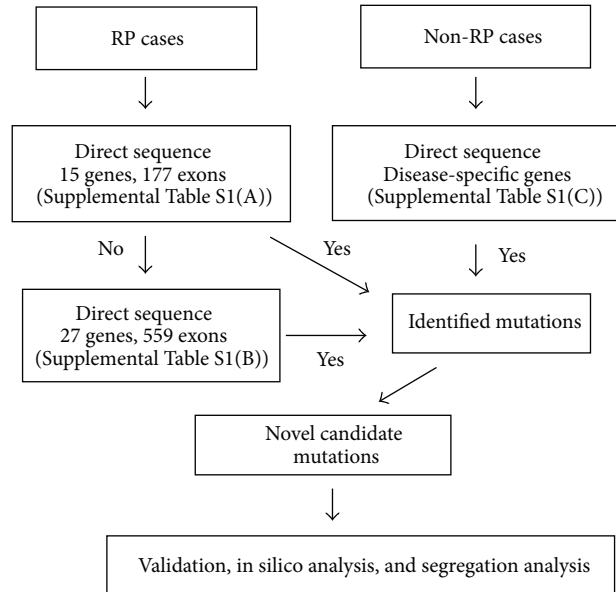 RP cases
Non-RP cases
Direct sequence
15 genes, 177 exons
(Supplemental Table S1(A))
Direct sequence
Disease-specific genes
(Supplemental Table S1(C))
No
Yes
Yes
Direct sequence
27 genes, 559 exons
(Supplemental Table S1(B))
Yes
Identified mutations
Novel candidate
mutations
Validation, in silico analysis, and segregation analysis